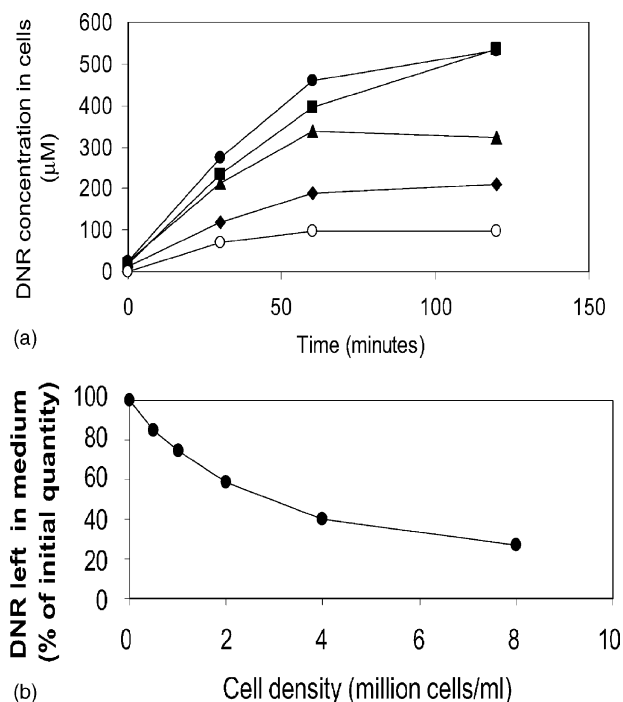 600
500
400
300
200
100
0
DNR concentration in cells
(µM)
0 50 100 150
Time (minutes)
(a)
100
80
60
40
20
0
DNR left in medium
(% of initial quantity)
0 2 4 6 8 10
Cell density (million cells/ml)
(b)